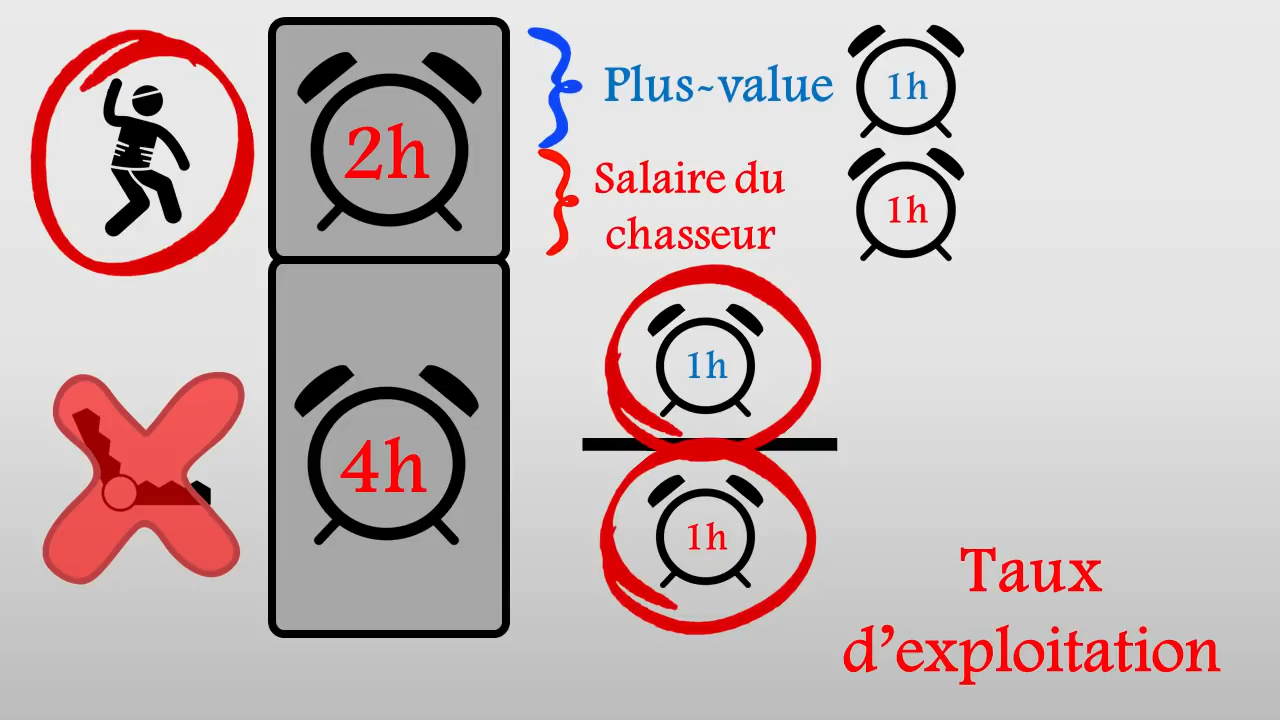 2h
Plus-value
1h
Salaire du
chasseur
1h
4h
1h
1h
Taux
d'exploitation